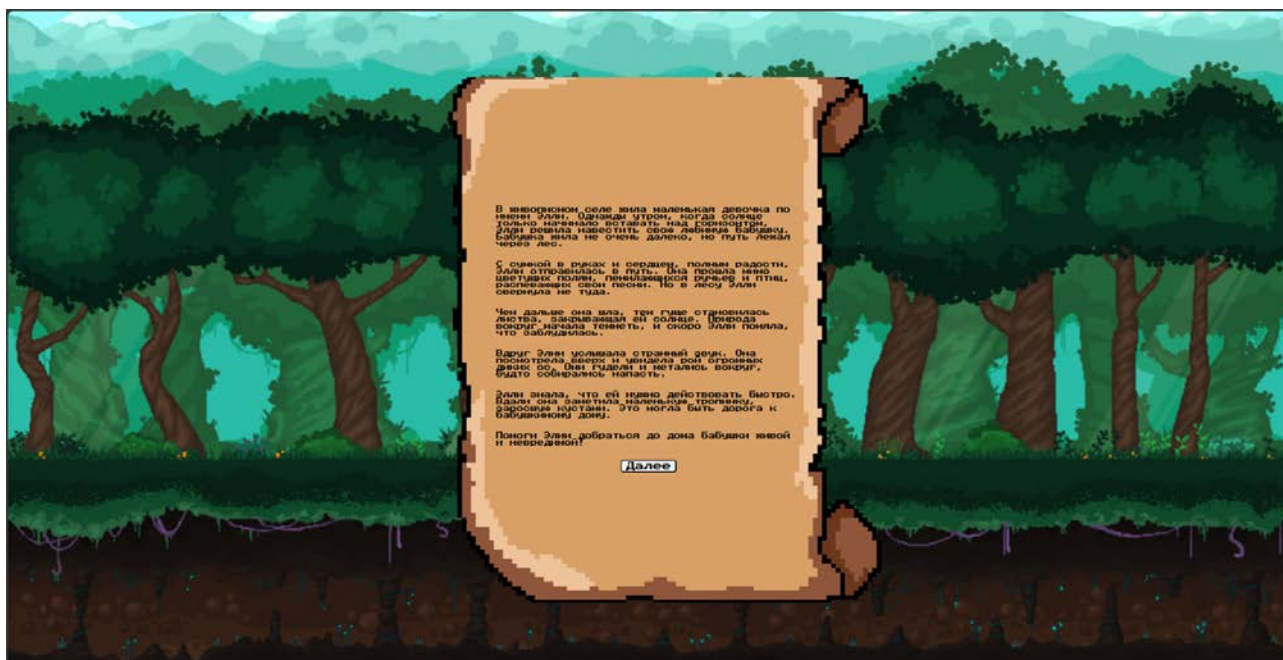 В живописном селе жила маленькая девочка по
имени Элли. Однажды утром, когда солнце
только начинало вставать над горизонтом,
Элли решила навестить свою любимую бабушку.
Бабушка жила не очень далеко, но путь лежал
через лес.
С сумкой в руках и сердцем, полным радости,
Элли отправилась в путь. Она прошла мимо
цветущих полян, пенилающихся ручьев и птиц,
распевающих свои песни. Но в лесу Элли
свернула не туда.
Чем дальше она шла, тем гуще становилась
листва, закрывающая ей солнце. Природа
вокруг начала темнеть, и скоро Элли поняла,
что заблудилась.
Вдруг Элли услышала странный звук. Она
посмотрела вверх и увидела рой огромных
диких ос. Они гудели и метались вокруг,
будто собирались напасть.
Элли знала, что ей нужно действовать быстро.
Вдали она заметила маленькую тропинку,
заросшую кустами. Это могла быть дорога к
бабушкиному дому.
Помоги Элли добраться до дома бабушки живой
и невредимой!
Далее